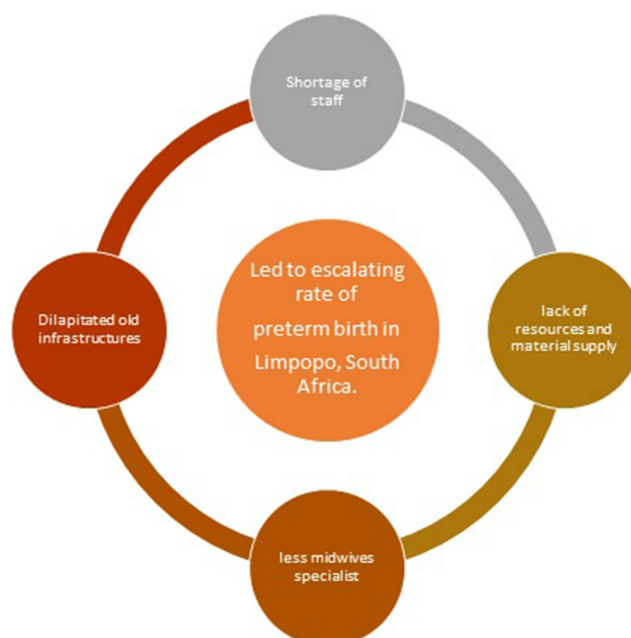 Shortage of
staff
Led to escalating
rate of
preterm birth in
Limpopo, South
Africa.
Dilapitated old
infrastructures
lack of
resources and
material supply
less midwives
specialist